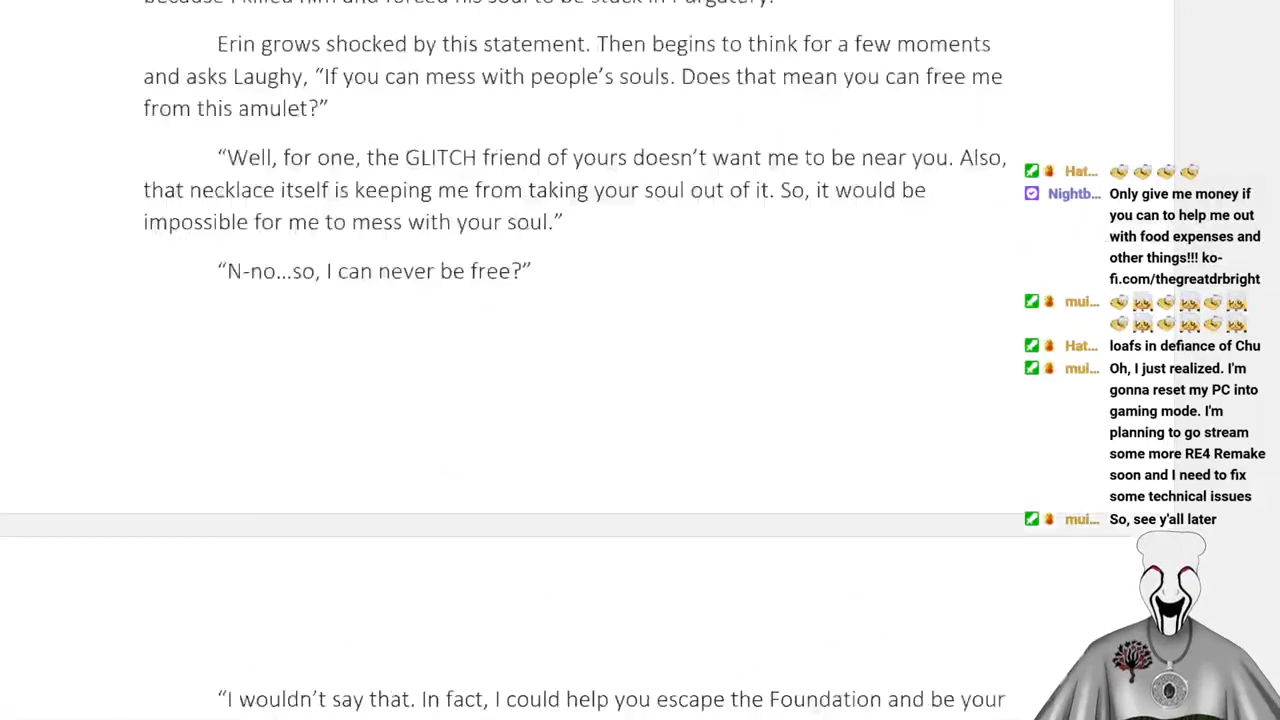 Erin grows shocked by this statement. Then begins to think for a few moments
and asks Laughy, “If you can mess with people’s souls. Does that mean you can free me
from this amulet?”
“Well, for one, the GLITCH friend of yours doesn’t want me to be near you. Also,
that necklace itself is keeping me from taking your soul out of it. So, it would be
impossible for me to mess with your soul.”
“N-no…so, I can never be free?”
“I wouldn’t say that. In fact, I could help you escape the Foundation and be your
Hat...
Nightb... Only give me money if
you can to help me out
with food expenses and
other things!!! ko-
fi.com/thegreatdrbright
mui...
Hat... loafs in defiance of Chu
mui... Oh, I just realized. I'm
gonna reset my PC into
gaming mode. I'm
planning to go stream
some more RE4 Remake
soon and I need to fix
some technical issues
mui... So, see y'all later